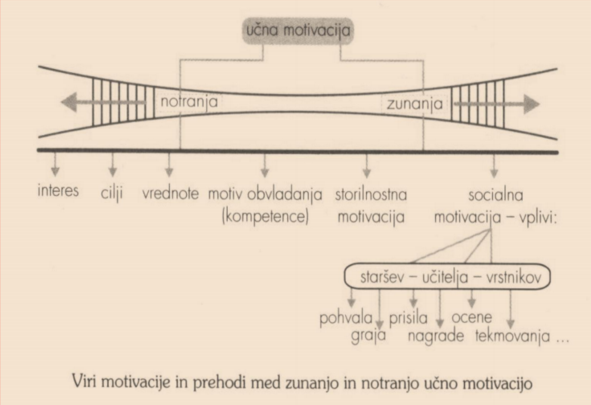 učna motivacija
notranja zunanja
interes cilji vrednote motiv obvladanja storilnostna socialna
(kompetence) motivacija motivacija – vplivi:
staršev – učitelja – vrstnikov
pohvala prisila ocene
graja nagrade tekmovanja ...
Viri motivacije in prehodi med zunanjo in notranjo učno motivacijo